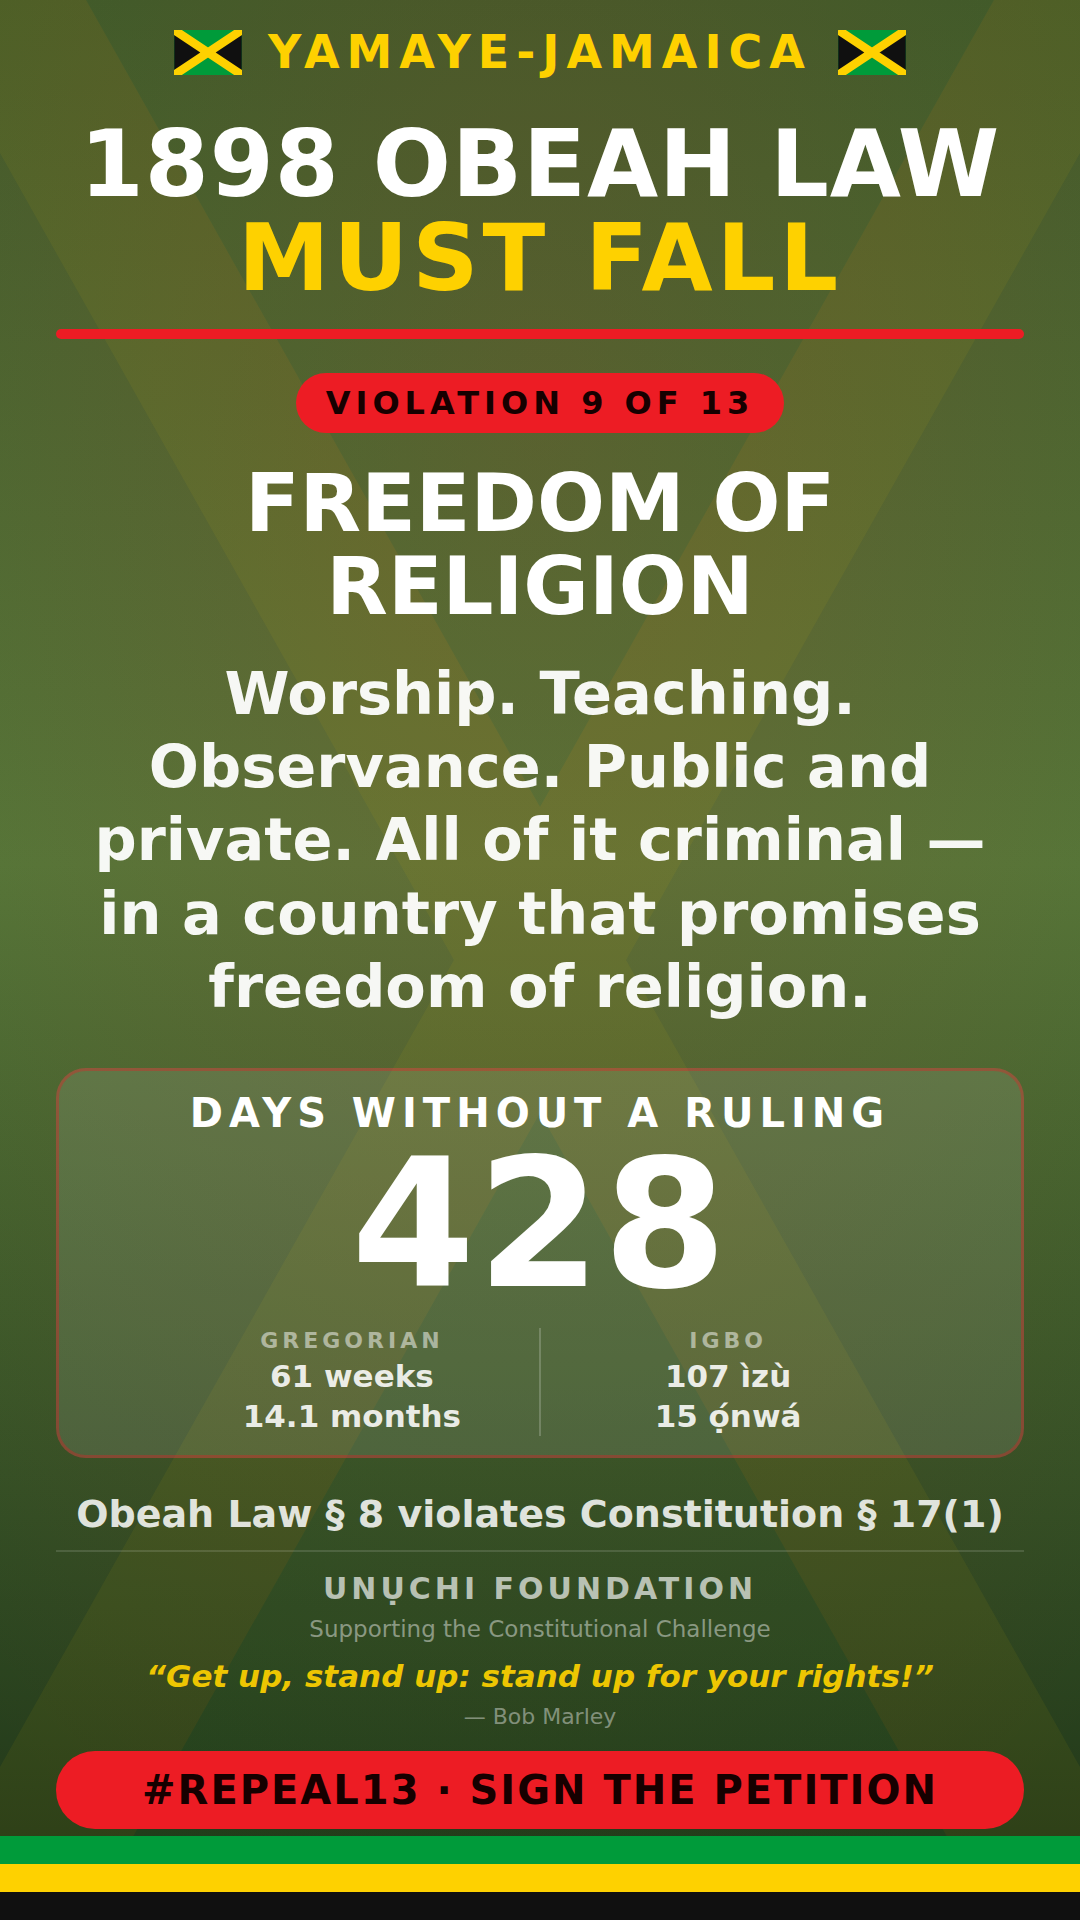 YAMAYE-JAMAICA
1898 OBEAH LAW
MUST FALL
VIOLATION 9 OF 13
FREEDOM OF
RELIGION
Worship. Teaching.
Observance. Public and
private. All of it criminal —
in a country that promises
freedom of religion.
DAYS WITHOUT A RULING
428
GREGORIAN
61 weeks
14.1 months
IGBO
107 ìzù
15 ọ́nwá
Obeah Law § 8 violates Constitution § 17(1)
UNỤCHI FOUNDATION
Supporting the Constitutional Challenge
“Get up, stand up: stand up for your rights!”
— Bob Marley
#REPEAL13 · SIGN THE PETITION